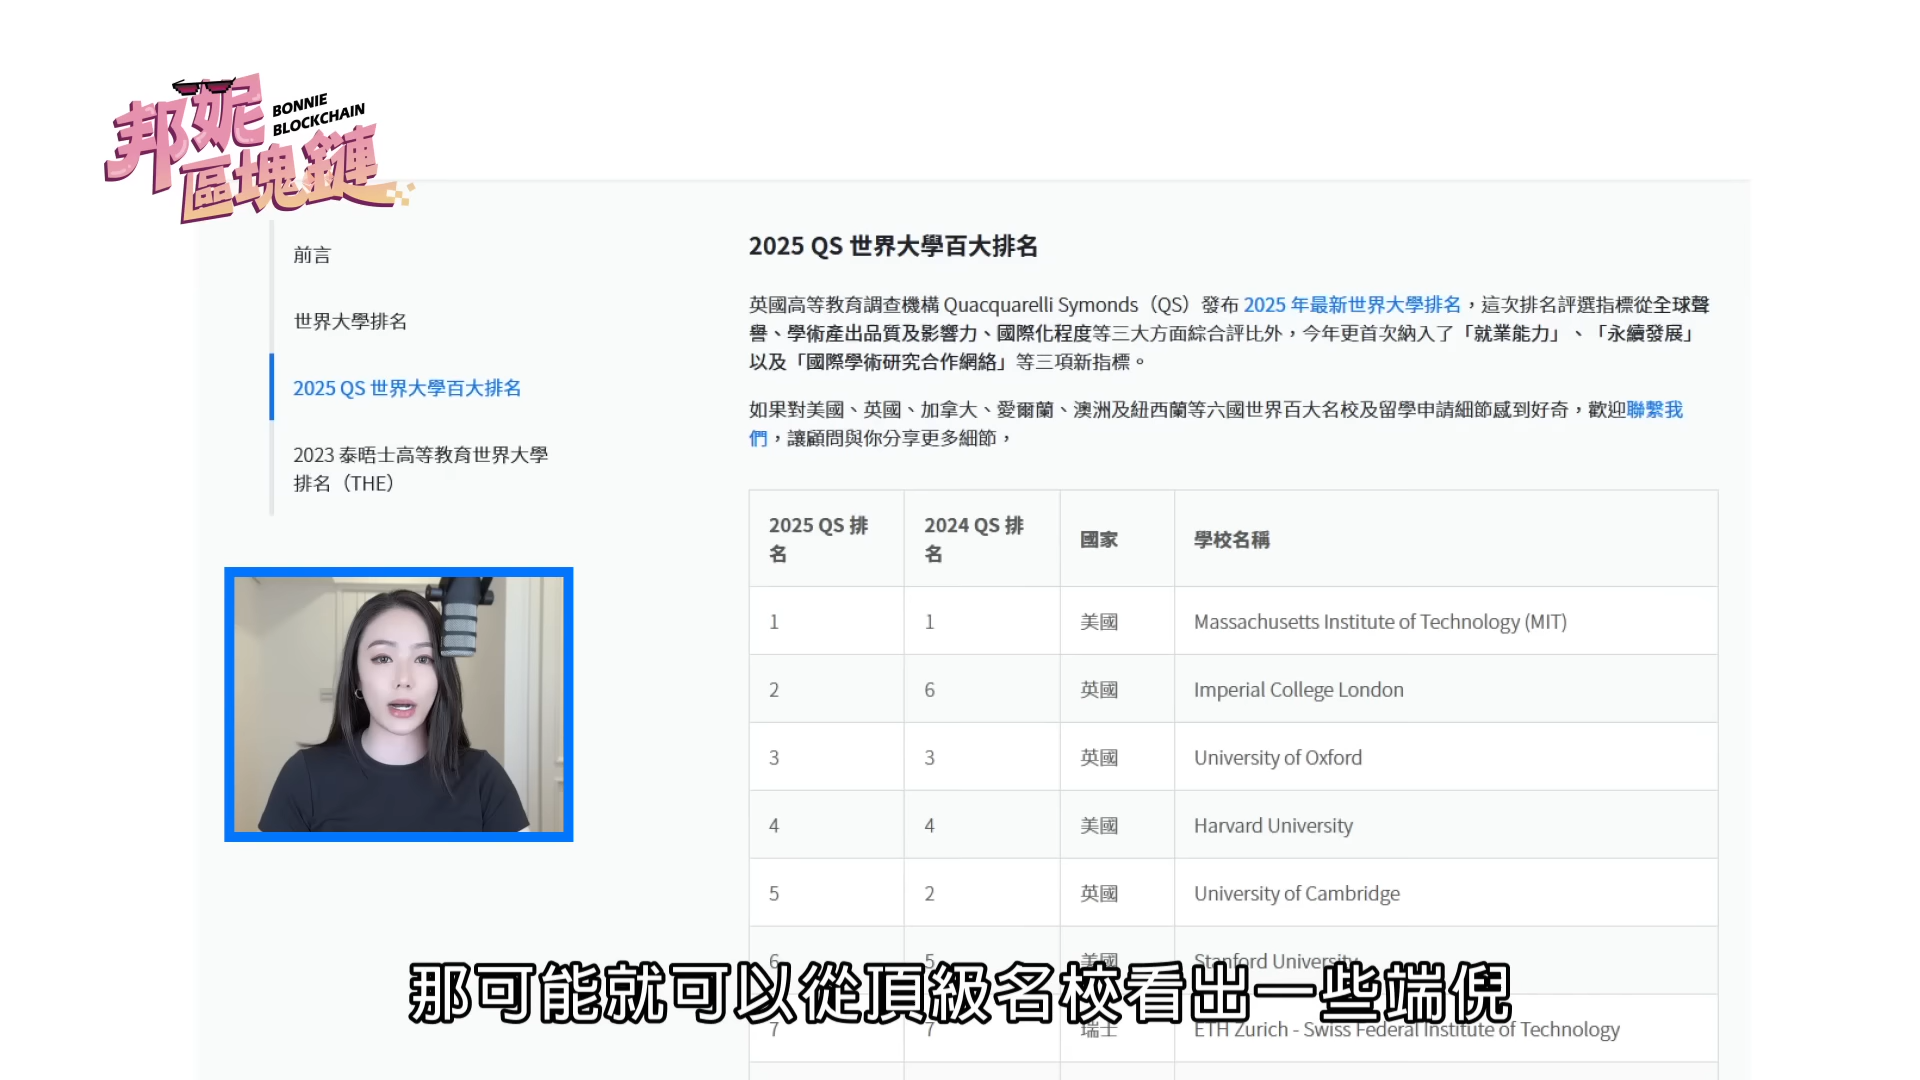 邦妮
區塊鏈
BONNIE
BLOCKCHAIN
前言
世界大學排名
2025 QS 世界大學百大排名
2023 泰晤士高等教育世界大學
排名（THE）
2025 QS 世界大學百大排名
英國高等教育調查機構 Quacquarelli Symonds（QS）發布 2025 年最新世界大學排名，這次排名評選指標從全球聲
譽、學術產出品質及影響力、國際化程度等三大方面綜合評比外，今年更首次納入了「就業能力」、「永續發展」
以及「國際學術研究合作網絡」等三項新指標。
如果對美國、英國、加拿大、愛爾蘭、澳洲及紐西蘭等六國世界百大名校及留學申請細節感到好奇，歡迎聯繫我
們，讓顧問與你分享更多細節，
2025 QS 排名 2024 QS 排名 國家 學校名稱
1 1 美國 Massachusetts Institute of Technology (MIT)
2 6 英國 Imperial College London
3 3 英國 University of Oxford
4 4 美國 Harvard University
5 2 英國 University of Cambridge
6 5 美國 Stanford University
7 7 瑞士 ETH Zurich - Swiss Federal Institute of Technology
那可能就可以從頂級名校看出一些端倪